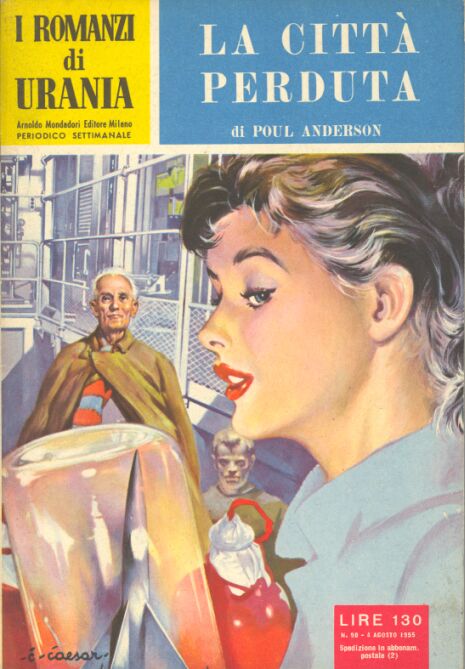 I ROMANZI
di
URANIA
Arnoldo Mondadori Editore Milano
PERIODICO SETTIMANALE
LA CITTÀ
PERDUTA
di POUL ANDERSON
LIRE 130
N. 90 - 4 AGOSTO 1955
Spedizione in abbonam.
postale (2)
c - caesar -